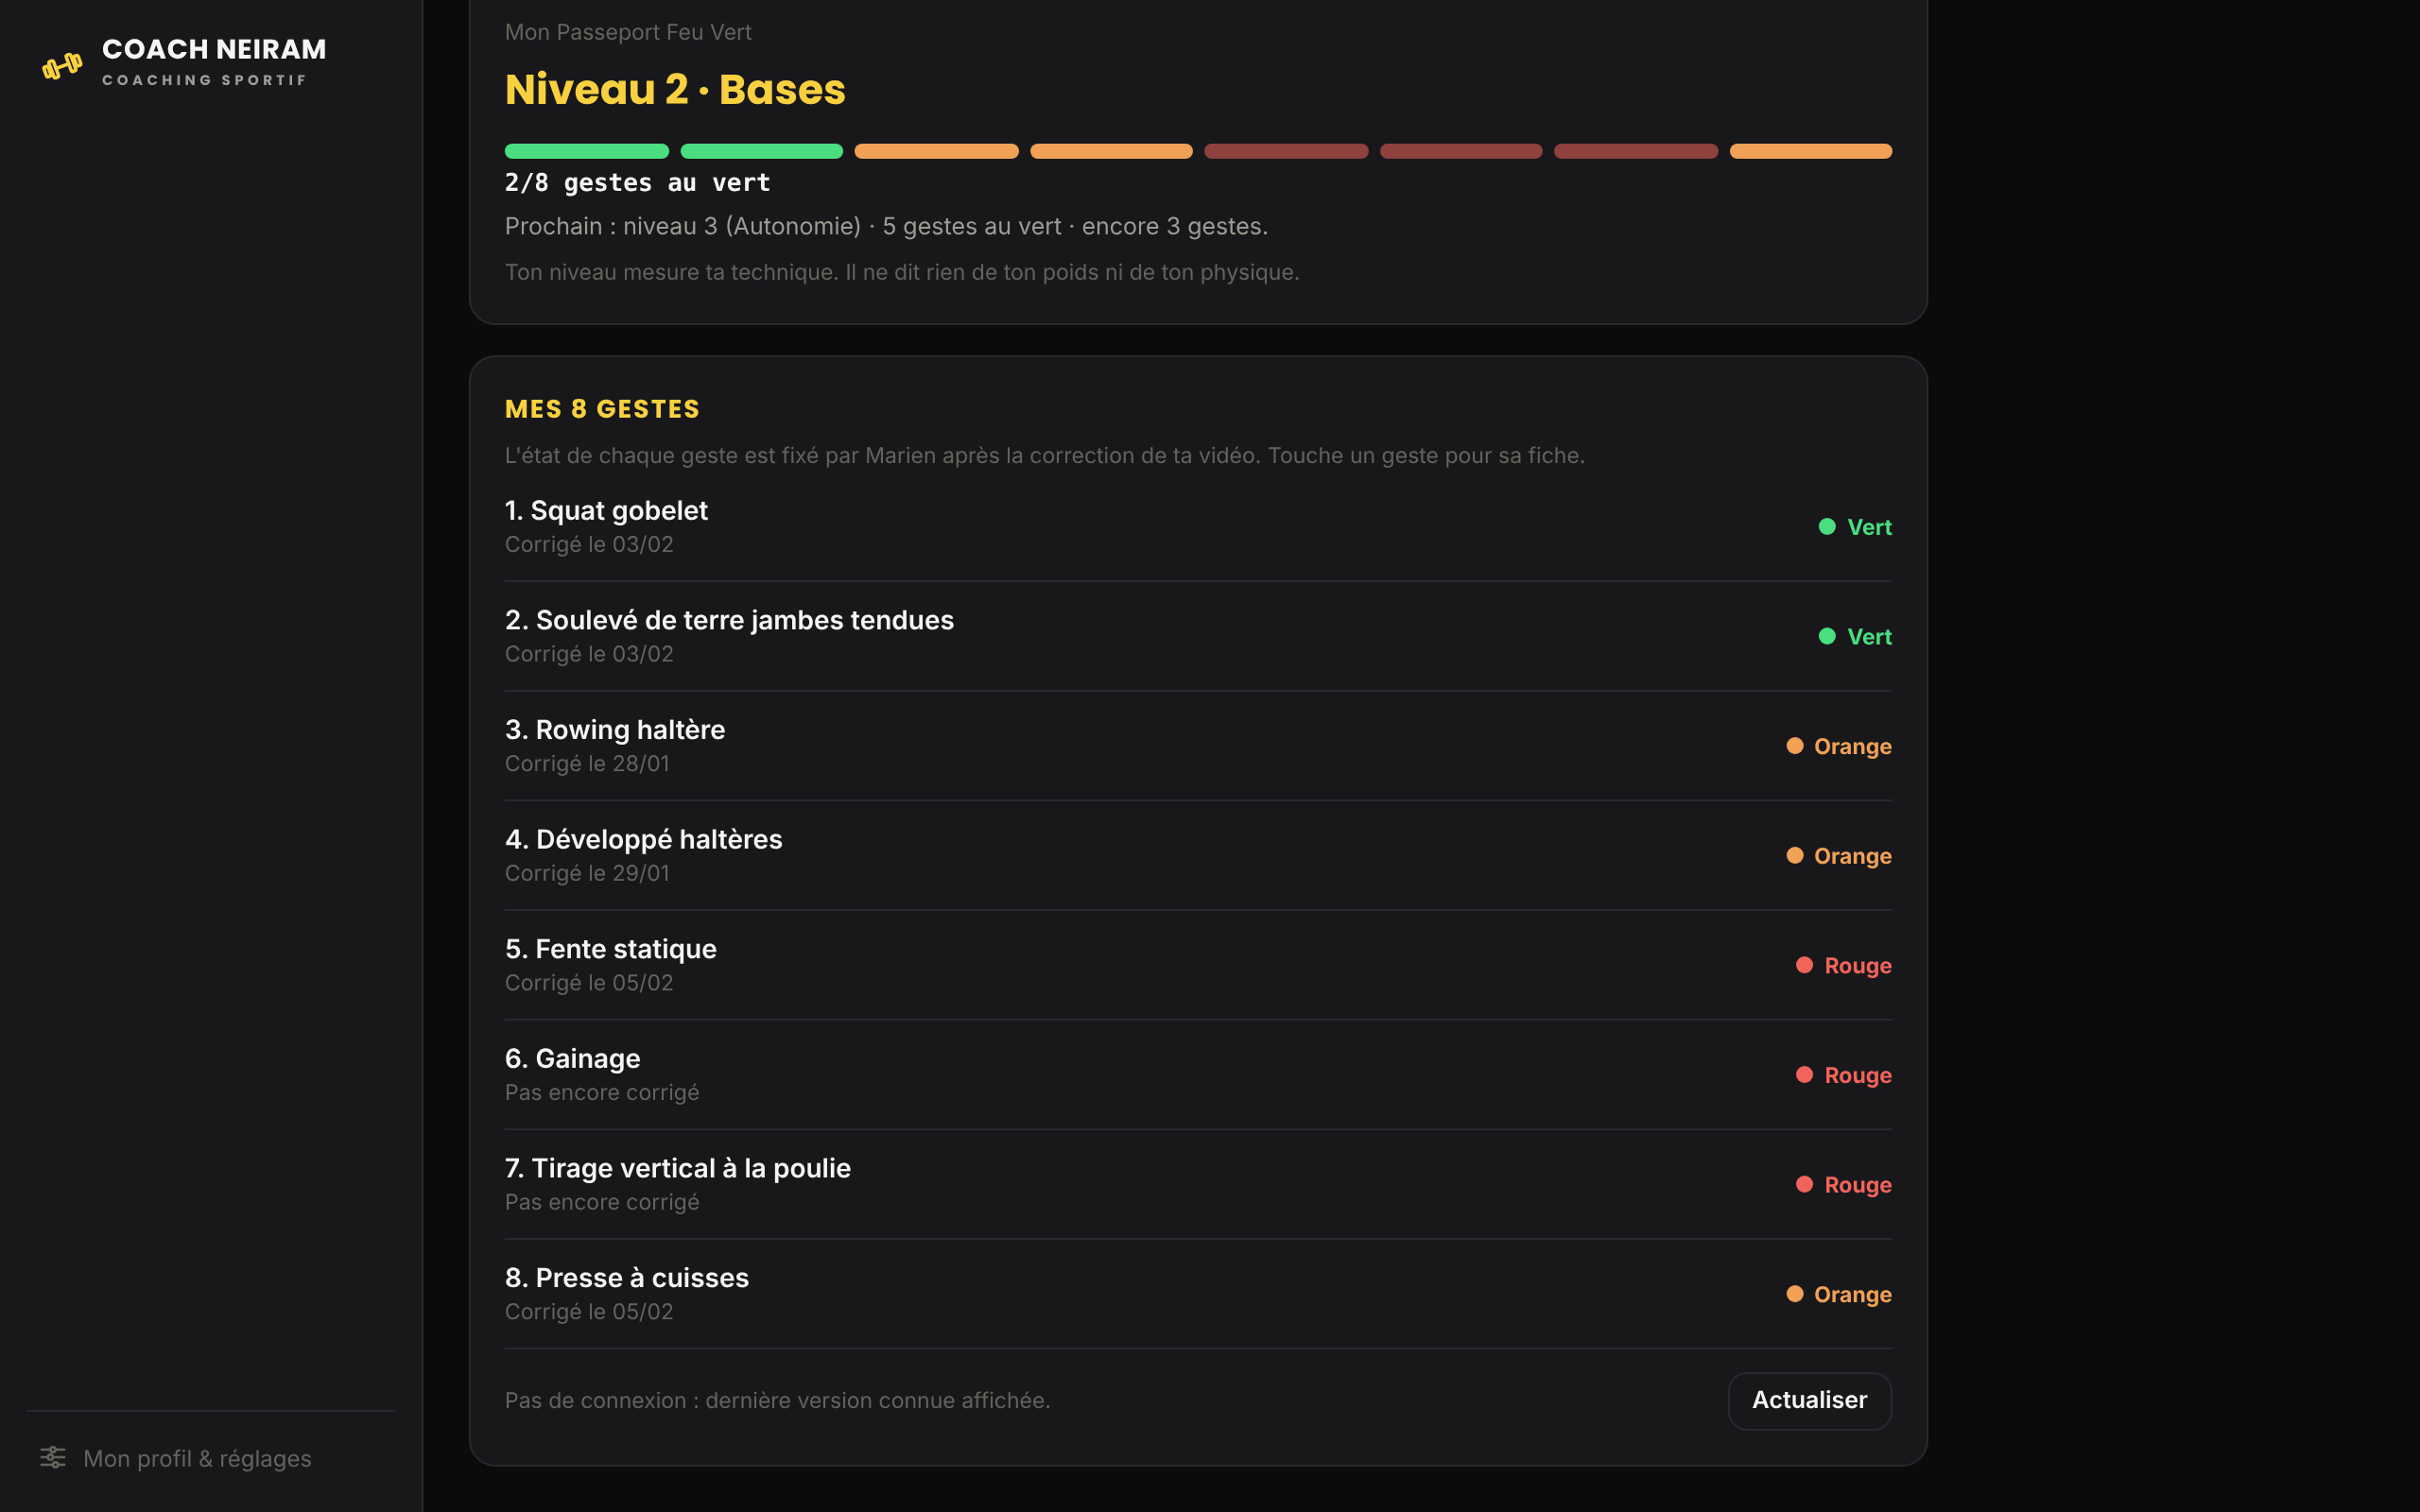 COACH NEIRAM
COACHING SPORTIF
Mon Passeport Feu Vert
Niveau 2 · Bases
2/8 gestes au vert
Prochain : niveau 3 (Autonomie) · 5 gestes au vert · encore 3 gestes.
Ton niveau mesure ta technique. Il ne dit rien de ton poids ni de ton physique.
MES 8 GESTES
L'état de chaque geste est fixé par Marien après la correction de ta vidéo. Touche un geste pour sa fiche.
1. Squat gobelet
Corrigé le 03/02
Vert
2. Soulevé de terre jambes tendues
Corrigé le 03/02
Vert
3. Rowing haltère
Corrigé le 28/01
Orange
4. Développé haltères
Corrigé le 29/01
Orange
5. Fente statique
Corrigé le 05/02
Rouge
6. Gainage
Pas encore corrigé
Rouge
7. Tirage vertical à la poulie
Pas encore corrigé
Rouge
8. Presse à cuisses
Corrigé le 05/02
Orange
Pas de connexion : dernière version connue affichée.
Actualiser
Mon profil & réglages